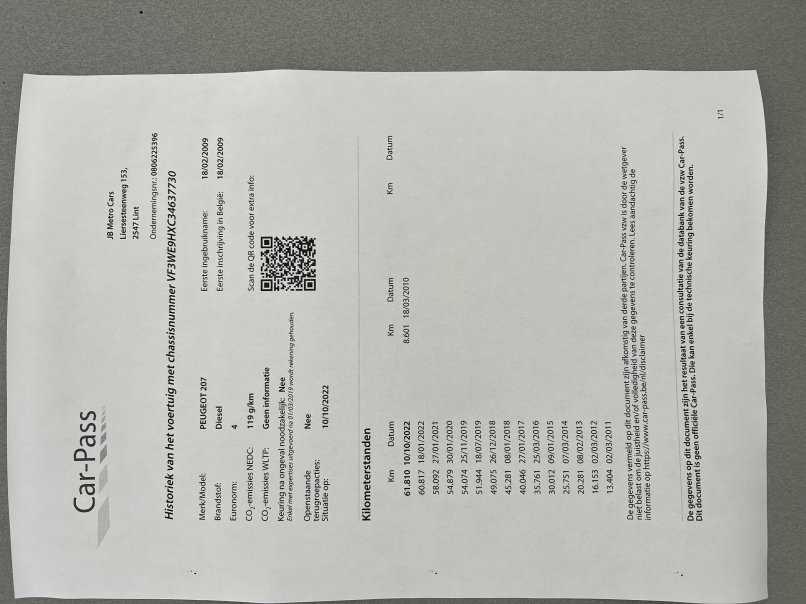 Car-Pass
JB Metro Cars
Liersesteenweg 153,
2547 Lint
Ondernemingsnr.: 0806225396
Historiek van het voertuig met chassisnummer VF3WE9HXC34637730
Merk/Model: PEUGEOT 207
Eerste ingebruikname: 18/02/2009
Brandstof: Diesel
Eerste inschrijving in België: 18/02/2009
Euronorm: 4
CO2-emissies NEDC: 119 g/km
Scan de QR code voor extra info:
CO2-emissies WLTP: Geen informatie
Keuring na ongeval noodzakelijk: Nee
Enkel met expertises uitgevoerd na 01/03/2019 wordt rekening gehouden.
Openstaande Nee
terugroepacties:
Situatie op: 10/10/2022
Kilometerstanden
Km Datum Km Datum Km Datum
61.810 10/10/2022 8.601 18/03/2010
60.817 18/01/2022
58.092 27/01/2021
54.879 30/01/2020
54.074 25/11/2019
51.944 18/07/2019
49.075 26/12/2018
45.281 08/01/2018
40.046 27/01/2017
35.761 25/03/2016
30.012 09/01/2015
25.751 07/03/2014
20.281 08/02/2013
16.153 02/03/2012
13.404 02/03/2011
De gegevens vermeld op dit document zijn afkomstig van derde partijen. Car-Pass vzw is door de wetgever
niet belast om de juistheid en/of volledigheid van deze gegevens te controleren. Lees aandachtig de
informatie op https://www.car-pass.be/nl/disclaimer
De gegevens op dit document zijn het resultaat van een consultatie van de databank van de vzw Car-Pass.
Dit document is geen officiële Car-Pass. Die kan enkel bij de technische keuring bekomen worden.
1/1